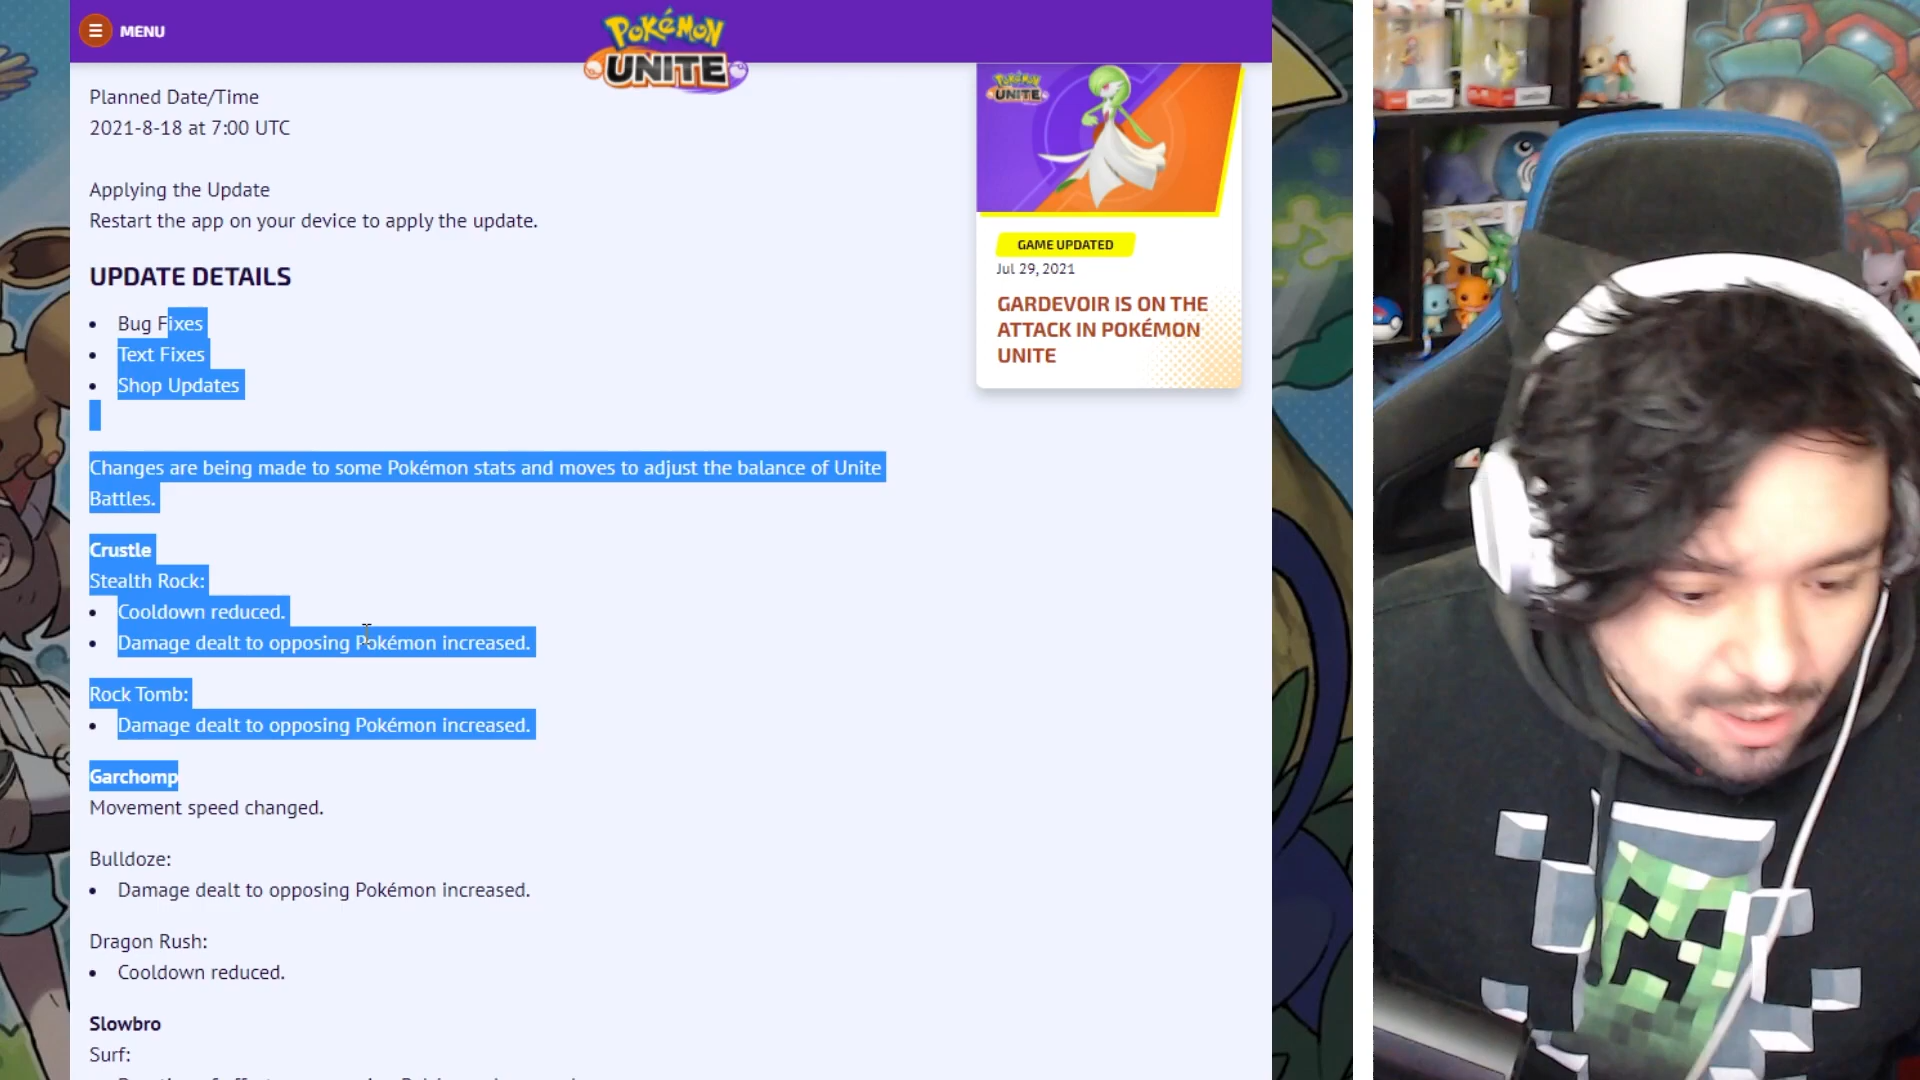 MENU
Pokémon
UNITE
Planned Date/Time
2021-8-18 at 7:00 UTC
Applying the Update
Restart the app on your device to apply the update.
UPDATE DETAILS
• Bug Fixes
• Text Fixes
• Shop Updates
Changes are being made to some Pokémon stats and moves to adjust the balance of Unite
Battles.
Crustle
Stealth Rock:
• Cooldown reduced.
• Damage dealt to opposing Pokémon increased.
Rock Tomb:
• Damage dealt to opposing Pokémon increased.
Garchomp
Movement speed changed.
Bulldoze:
• Damage dealt to opposing Pokémon increased.
Dragon Rush:
• Cooldown reduced.
Slowbro
Surf:
Pokémon
UNITE
GAME UPDATED
Jul 29, 2021
GARDEVOIR IS ON THE
ATTACK IN POKÉMON
UNITE